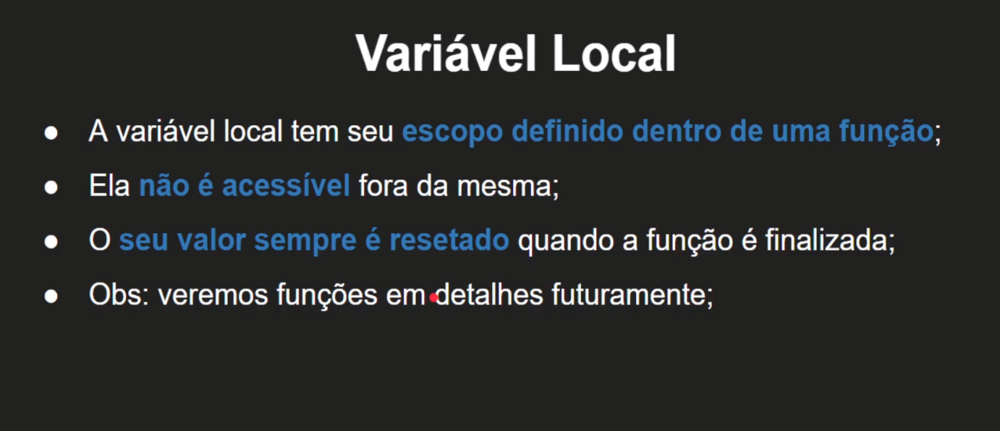 Variável Local
● A variável local tem seu escopo definido dentro de uma função;
● Ela não é acessível fora da mesma;
● O seu valor sempre é resetado quando a função é finalizada;
● Obs: veremos funções em detalhes futuramente;